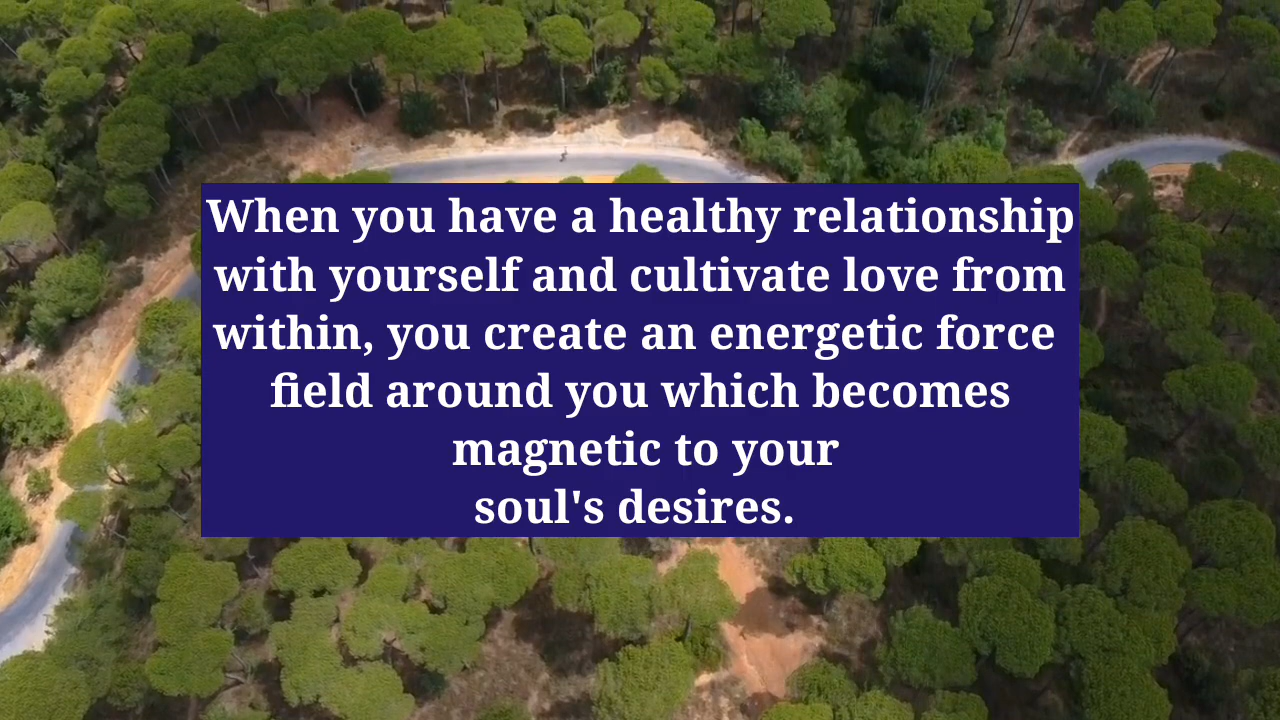 When you have a healthy relationship
with yourself and cultivate love from
within, you create an energetic force
field around you which becomes
magnetic to your
soul's desires.